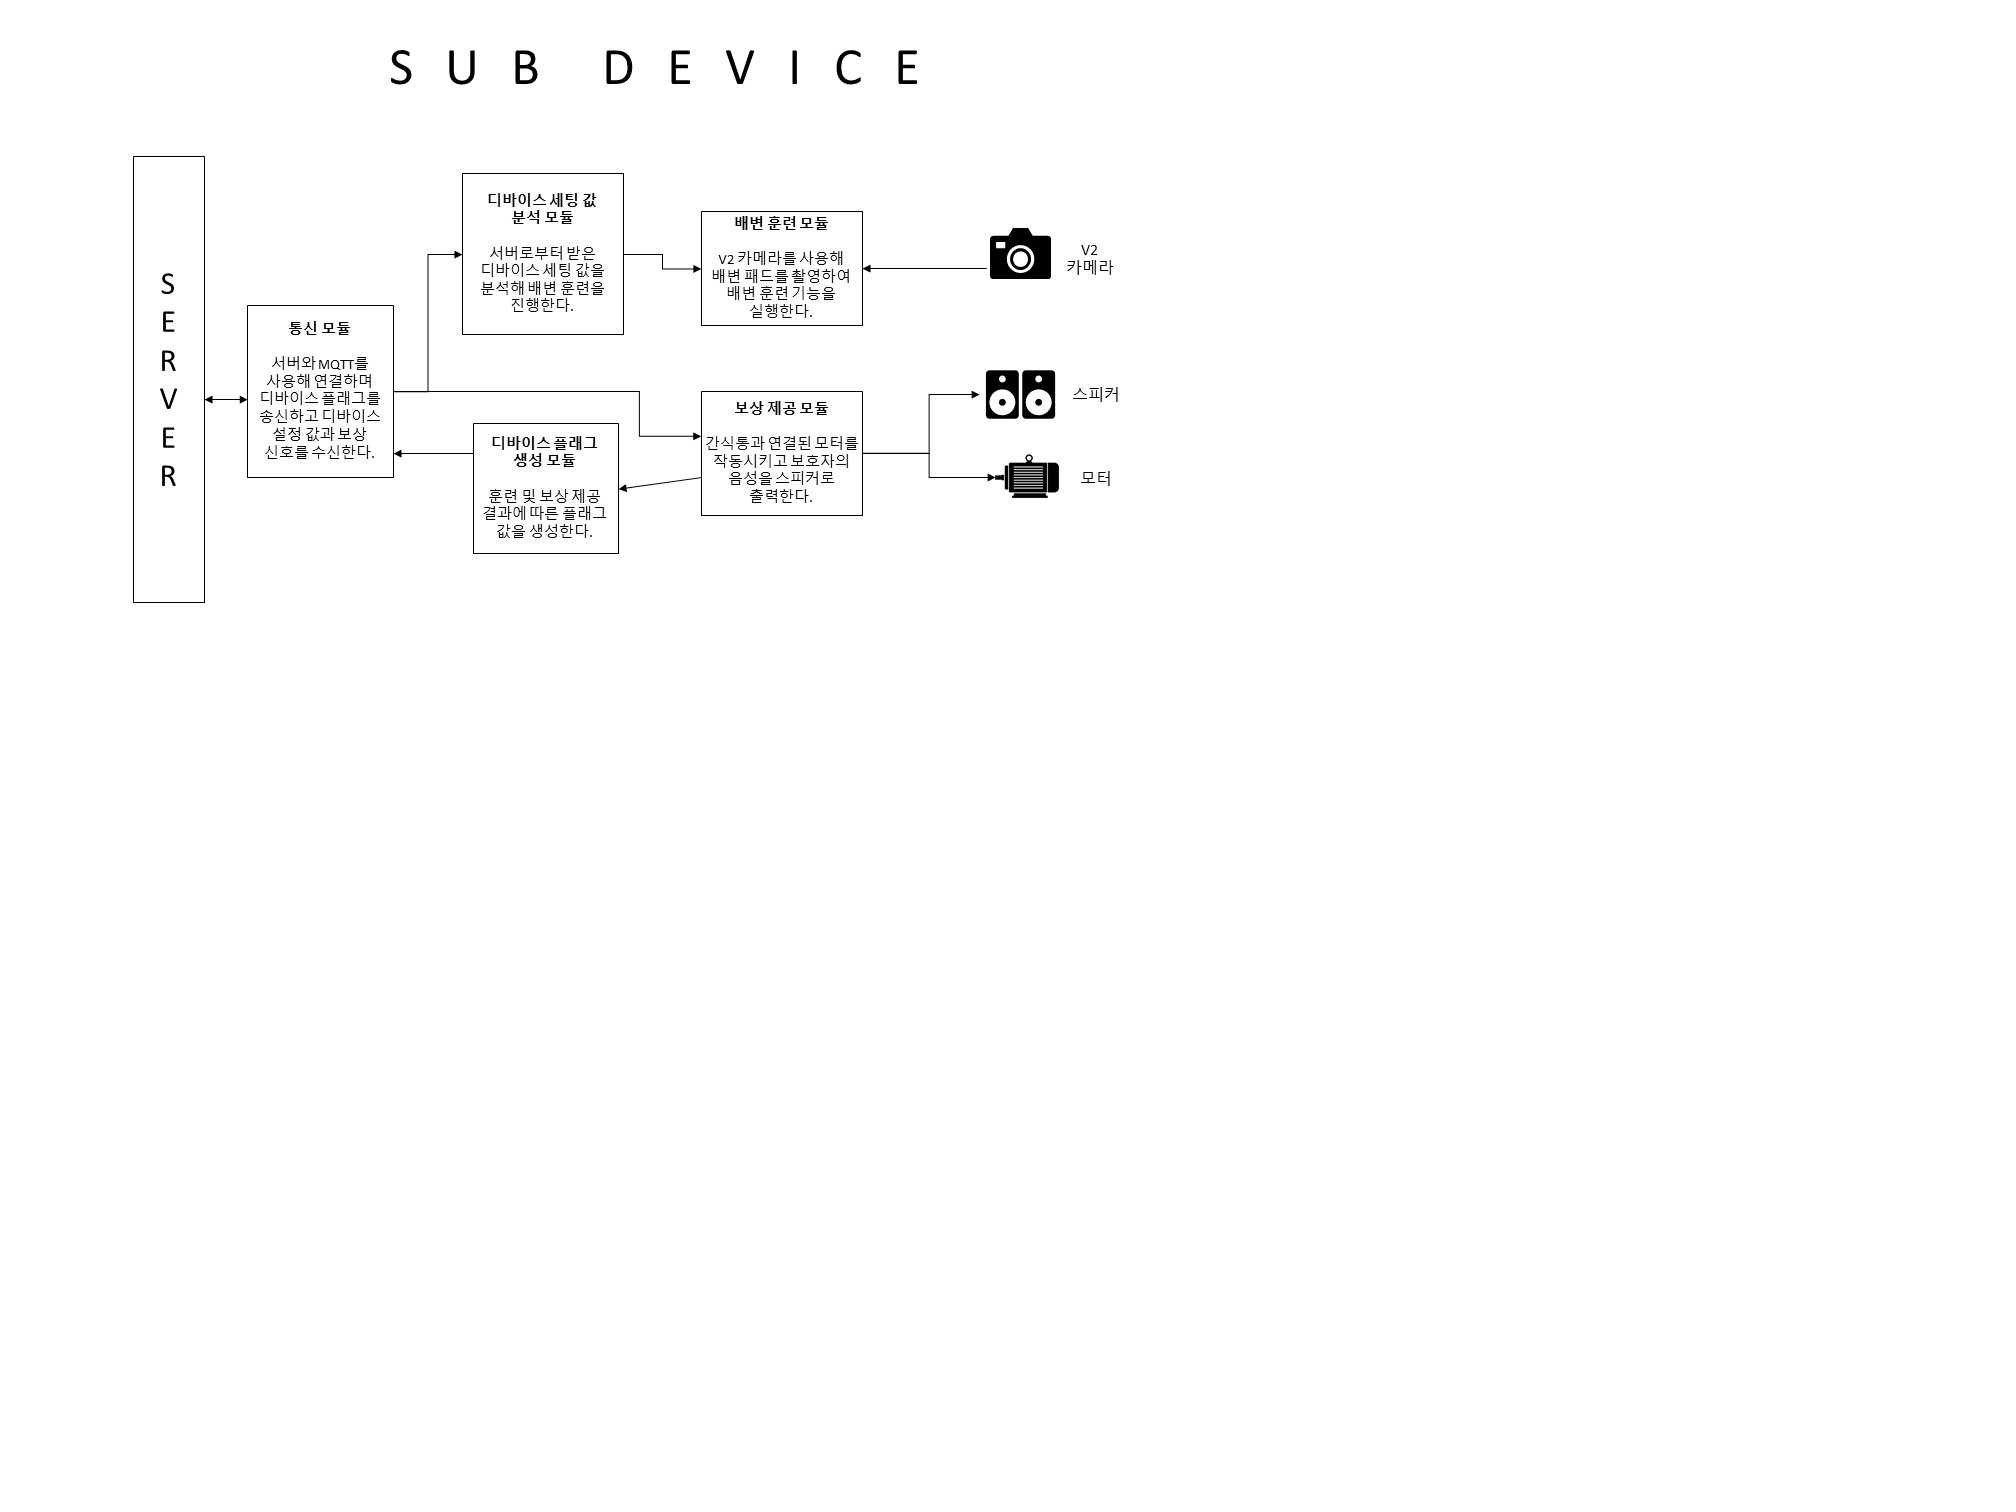 SUB DEVICE
S
E
R
V
E
R
통신 모듈
서버와 MQTT를
사용해 연결하며
디바이스 플래그를
송신하고 디바이스
설정 값과 보상
신호를 수신한다.
디바이스 세팅 값
분석 모듈
서버로부터 받은
디바이스 세팅 값을
분석해 배변 훈련을
진행한다.
배변 훈련 모듈
V2 카메라를 사용해
배변 패드를 촬영하여
배변 훈련 기능을
실행한다.
V2
카메라
디바이스 플래그
생성 모듈
훈련 및 보상 제공
결과에 따른 플래그
값을 생성한다.
보상 제공 모듈
간식통과 연결된 모터를
작동시키고 보호자의
음성을 스피커로
출력한다.
스피커
모터